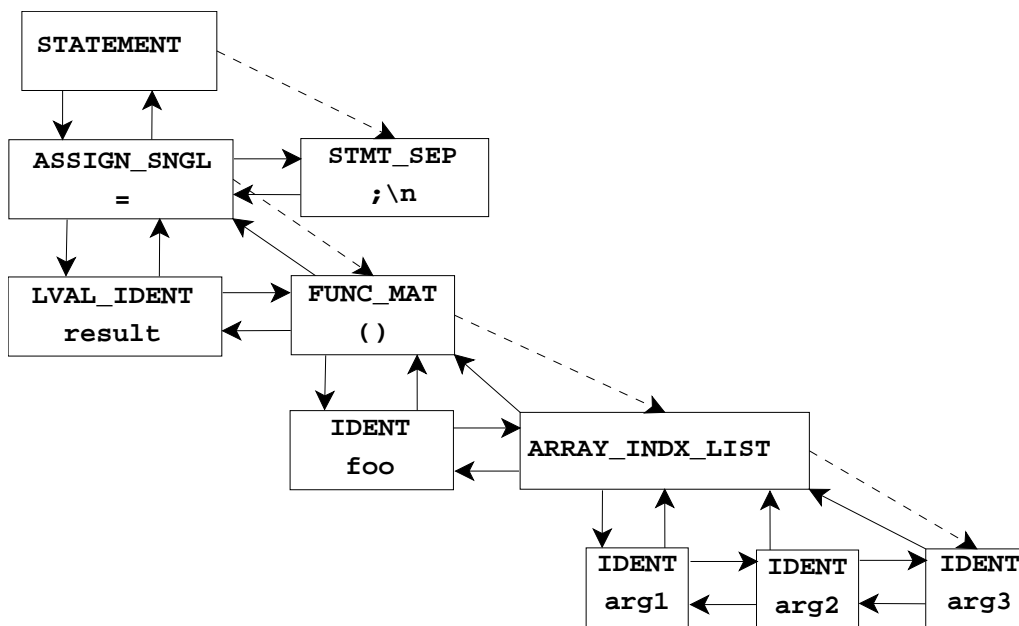 STATEMENT
ASSIGN_SNGL
=
STMT_SEP
;\n
LVAL_IDENT
result
FUNC_MAT
()
IDENT
foo
ARRAY_INDX_LIST
IDENT
arg1
IDENT
arg2
IDENT
arg3